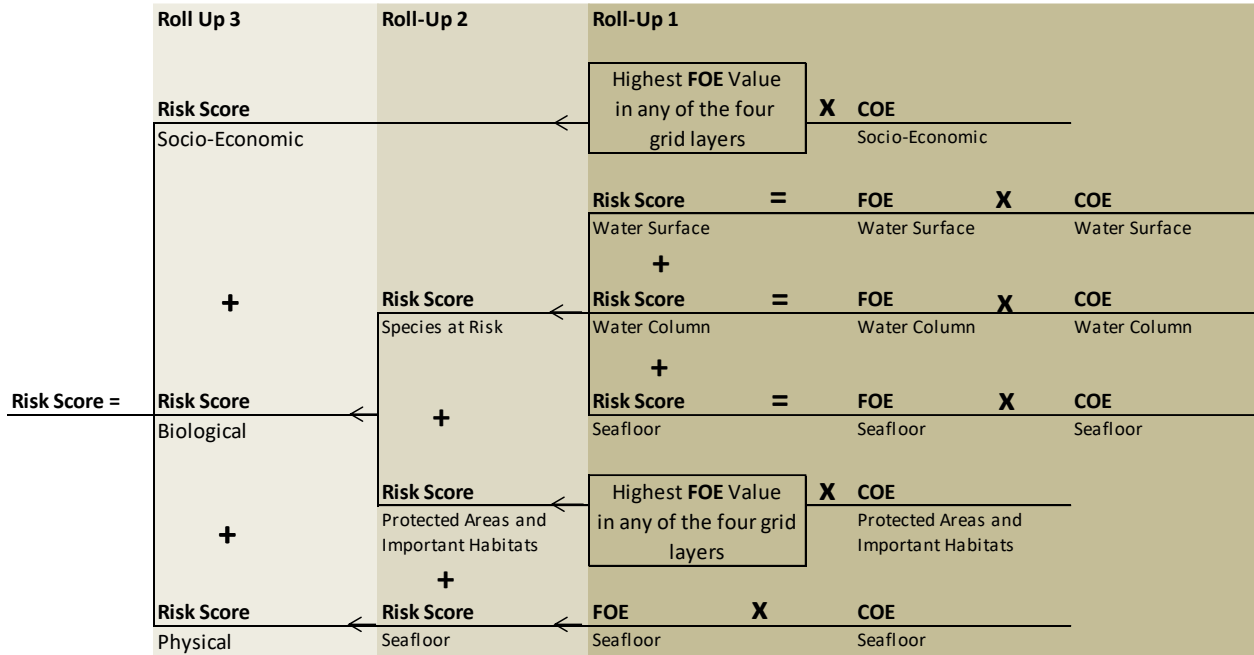 Roll Up 3 Roll-Up 2 Roll-Up 1
Highest FOE Value
in any of the four
grid layers
Risk Score X COE
Socio-Economic Socio-Economic
Risk Score = FOE X COE
Water Surface Water Surface Water Surface
+
+ Risk Score Risk Score = FOE X COE
Species at Risk Water Column Water Column Water Column
+
Risk Score = Risk Score + Risk Score = FOE X COE
Biological Seafloor Seafloor Seafloor
Risk Score Highest FOE Value X COE
Protected Areas and in any of the four grid Protected Areas and
+ Important Habitats layers Important Habitats
+
Risk Score Risk Score FOE X COE
Physical Seafloor Seafloor Seafloor